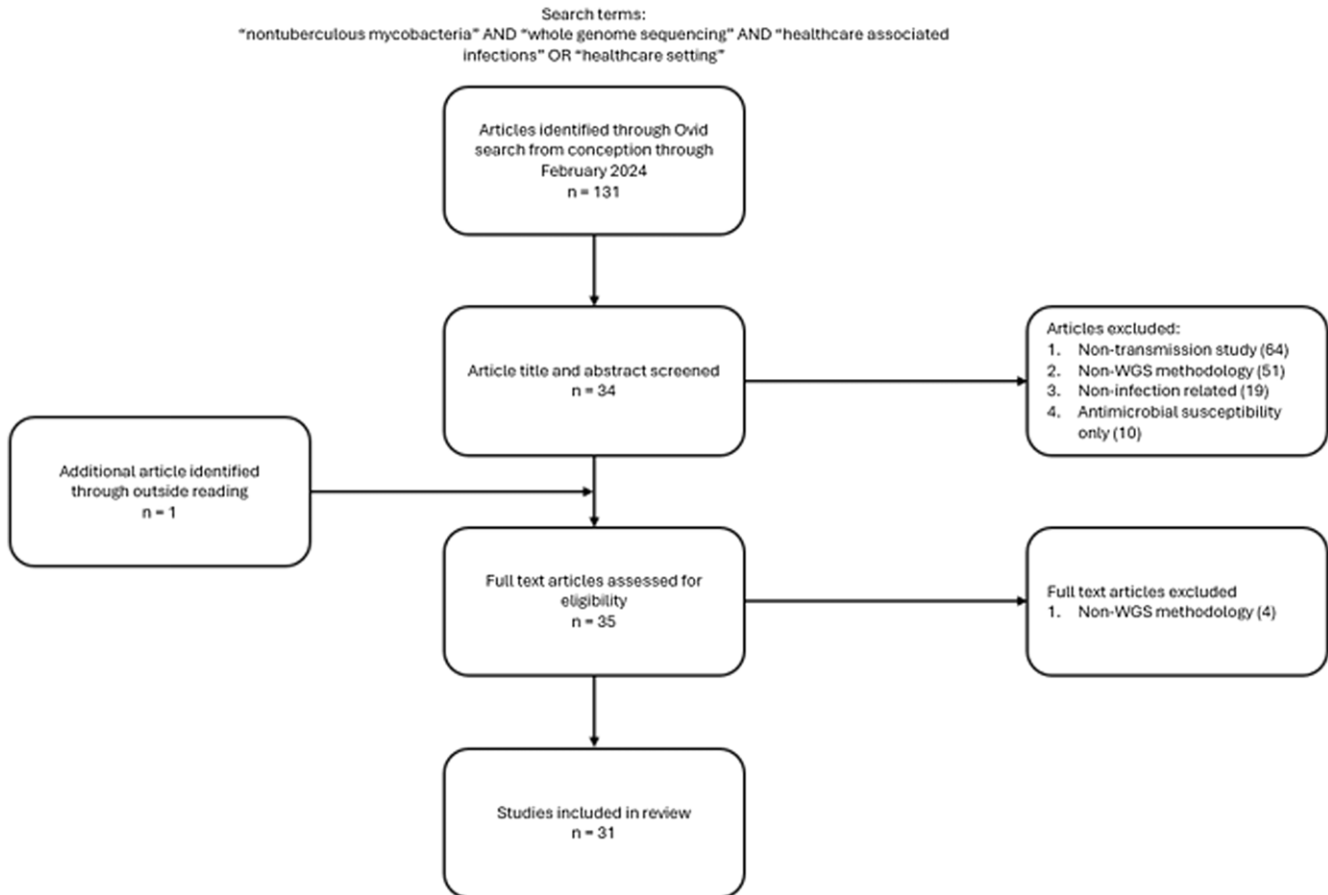 Search terms:
“nontuberculous mycobacteria” AND “whole genome sequencing” AND “healthcare associated
infections” OR “healthcare setting”
Articles identified through Ovid
search from conception through
February 2024
n = 131
Article title and abstract screened
n = 34
Articles excluded:
1. Non-transmission study (64)
2. Non-WGS methodology (51)
3. Non-infection related (19)
4. Antimicrobial susceptibility
only (10)
Additional article identified
through outside reading
n = 1
Full text articles assessed for
eligibility
n = 35
Full text articles excluded
1. Non-WGS methodology (4)
Studies included in review
n = 31